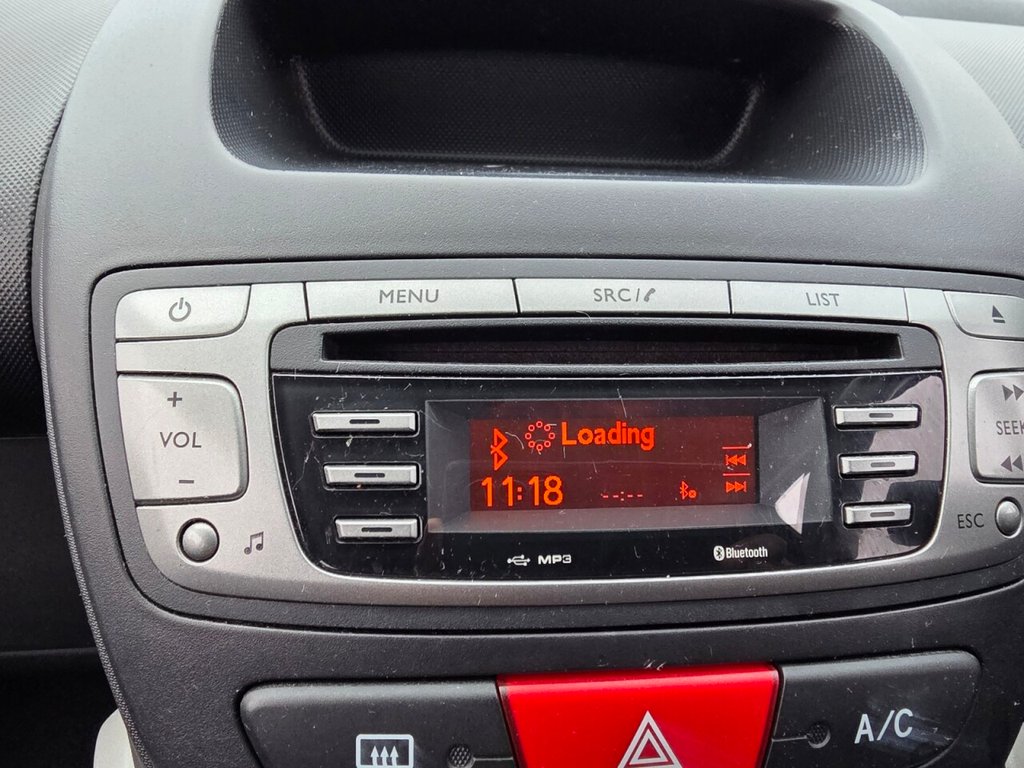 MENU
SRC/
LIST
+
VOL
−
SEEK
Loading
11:18
--:--
ESC
MP3
Bluetooth
A/C